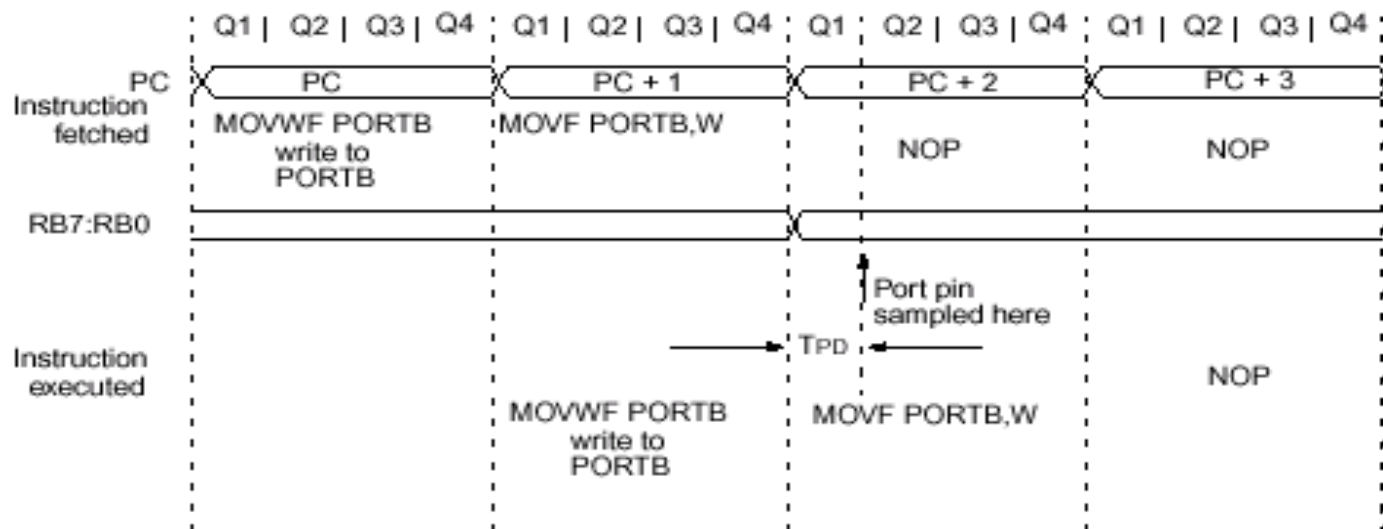 Q1 | Q2 | Q3 | Q4 Q1 | Q2 | Q3 | Q4 Q1 Q2 | Q3 | Q4 Q1 | Q2 | Q3 | Q4
PC PC PC + 1 PC + 2 PC + 3
Instruction
fetched
MOVWF PORTB
write to
PORTB
MOVF PORTB,W
NOP
NOP
RB7:RB0
Port pin
sampled here
TPD
Instruction
executed
MOVWF PORTB
write to
PORTB
MOVF PORTB,W
NOP